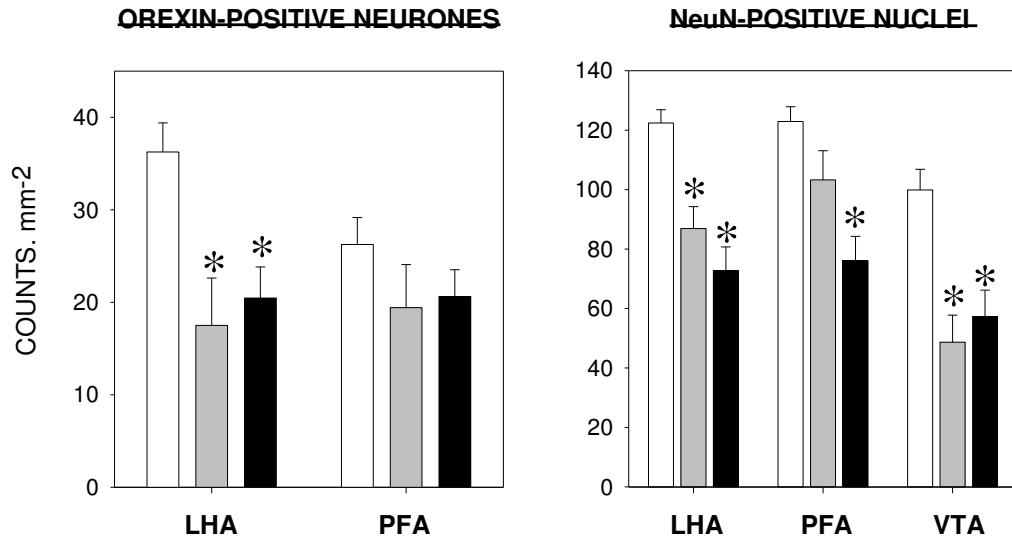 OREXIN-POSITIVE NEURONES
NeuN-POSITIVE NUCLEI
COUNTS. mm-2
40
30
20
10
0
LHA PFA
140
120
100
80
60
40
20
0
LHA PFA VTA
* *
* * * * *